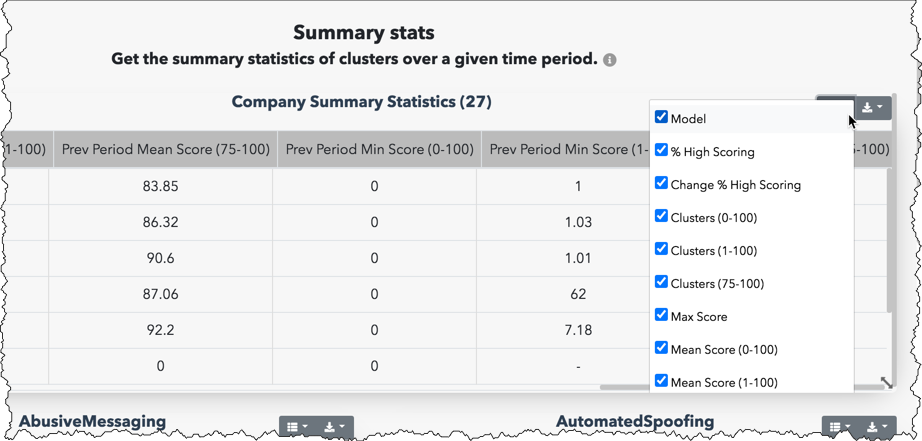 Summary stats
Get the summary statistics of clusters over a given time period.
Company Summary Statistics (27)
1-100) Prev Period Mean Score (75-100) Prev Period Min Score (0-100) Prev Period Min Score (1- -100)
83.85 0 1
86.32 0 1.03
90.6 0 1.01
87.06 0 62
92.2 0 7.18
0 0 -
Model
% High Scoring
Change % High Scoring
Clusters (0-100)
Clusters (1-100)
Clusters (75-100)
Max Score
Mean Score (0-100)
Mean Score (1-100)
AbusiveMessaging AutomatedSpoofing